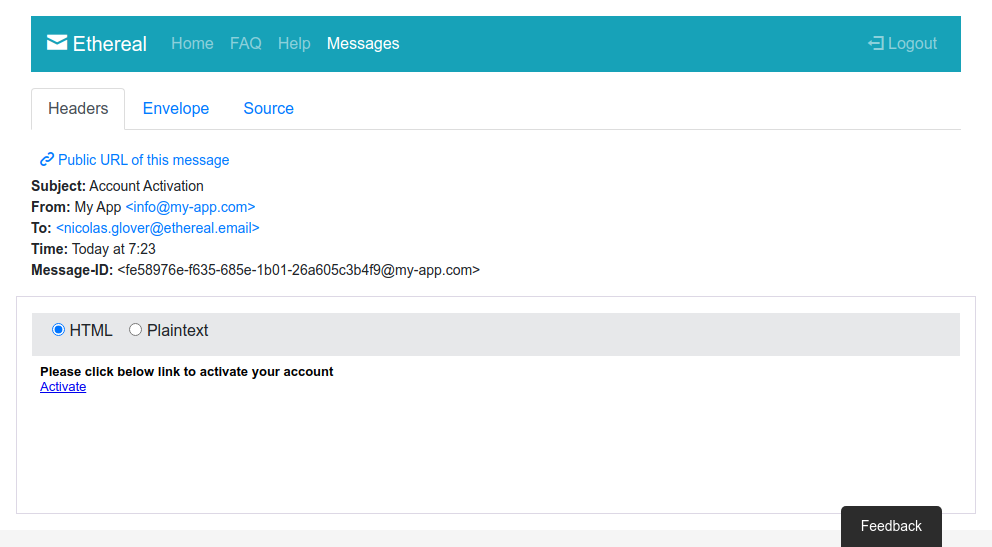 Ethereal Home FAQ Help Messages Logout
Headers Envelope Source
Public URL of this message
Subject: Account Activation
From: My App <info@my-app.com>
To: <nicolas.glover@ethereal.email>
Time: Today at 7:23
Message-ID: <fe58976e-f635-685e-1b01-26a605c3b4f9@my-app.com>
HTML Plaintext
Please click below link to activate your account
Activate
Feedback